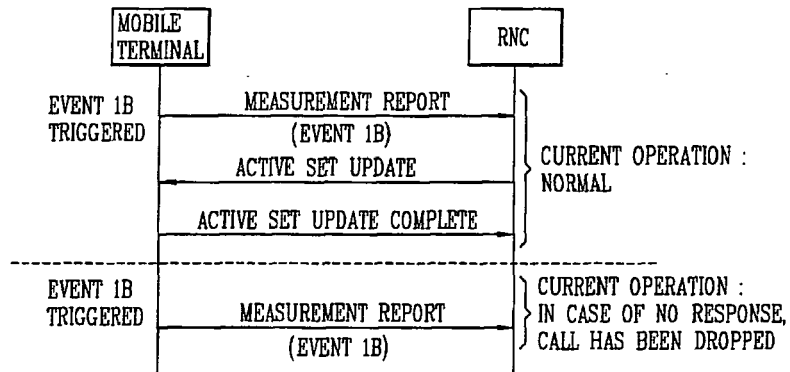 MOBILE
TERMINAL
RNC
EVENT 1B
TRIGGERED
MEASUREMENT REPORT
(EVENT 1B)
ACTIVE SET UPDATE
ACTIVE SET UPDATE COMPLETE
CURRENT OPERATION :
NORMAL
EVENT 1B
TRIGGERED
MEASUREMENT REPORT
(EVENT 1B)
CURRENT OPERATION :
IN CASE OF NO RESPONSE,
CALL HAS BEEN DROPPED